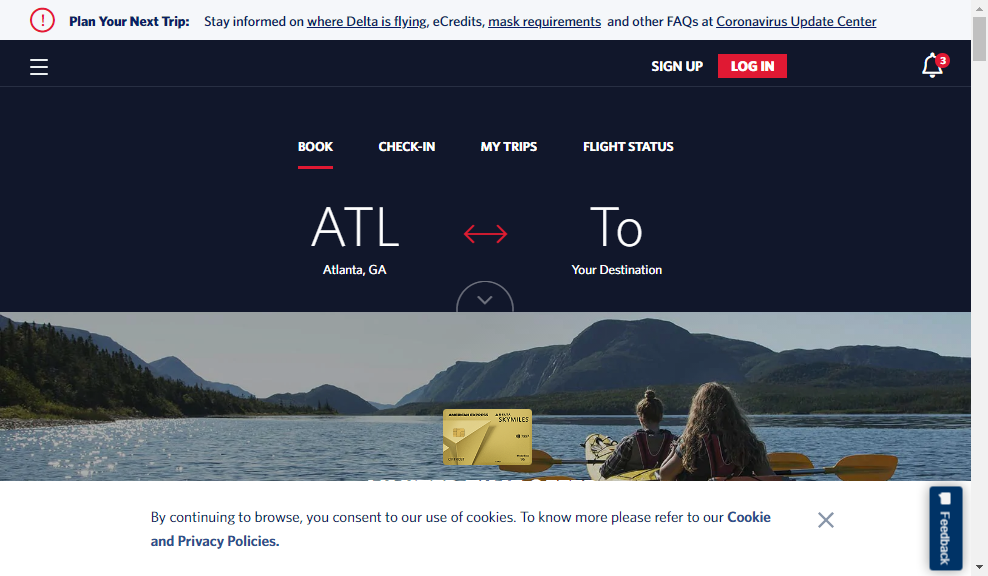 Plan Your Next Trip: Stay informed on where Delta is flying, eCredits, mask requirements and other FAQs at Coronavirus Update Center
SIGN UP LOG IN 3
BOOK CHECK-IN MY TRIPS FLIGHT STATUS
ATL To
Atlanta, GA Your Destination
AMERICAN EXPRESS DELTA
SKYMILES
By continuing to browse, you consent to our use of cookies. To know more please refer to our Cookie
and Privacy Policies.
Feedback